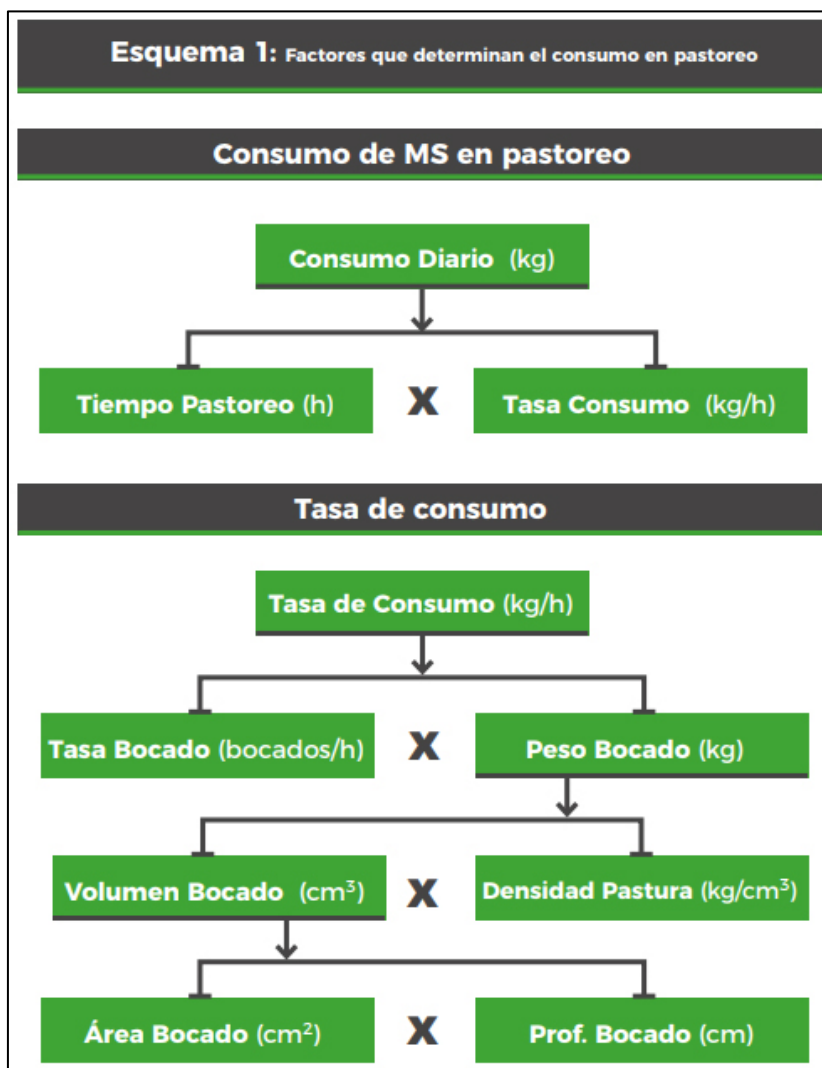 Esquema 1: Factores que determinan el consumo en pastoreo
Consumo de MS en pastoreo
Consumo Diario (kg)
Tiempo Pastoreo (h) X Tasa Consumo (kg/h)
Tasa de consumo
Tasa de Consumo (kg/h)
Tasa Bocado (bocados/h) X Peso Bocado (kg)
Volumen Bocado (cm³) X Densidad Pastura (kg/cm³)
Área Bocado (cm²) X Prof. Bocado (cm)